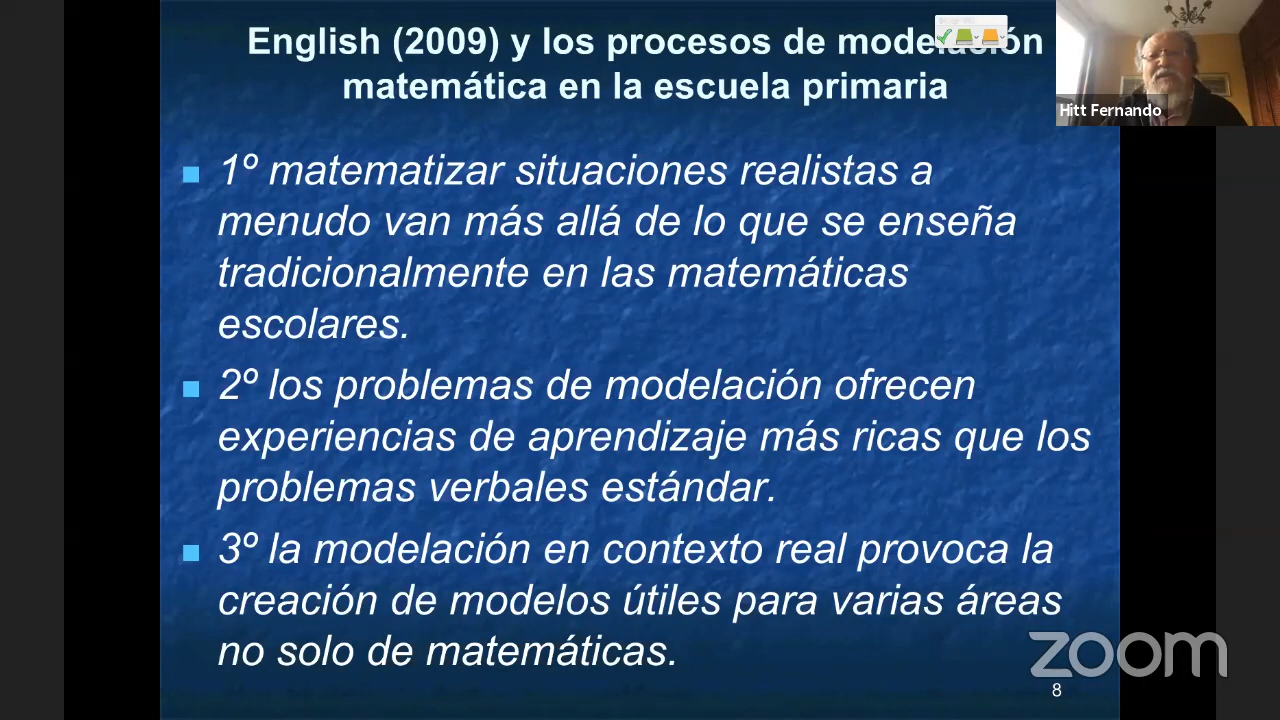 English (2009) y los procesos de modelación
matemática en la escuela primaria
Hitt Fernando
1º matematizar situaciones realistas a
menudo van más allá de lo que se enseña
tradicionalmente en las matemáticas
escolares.
2º los problemas de modelación ofrecen
experiencias de aprendizaje más ricas que los
problemas verbales estándar.
3º la modelación en contexto real provoca la
creación de modelos útiles para varias áreas
no solo de matemáticas.
zoom
8